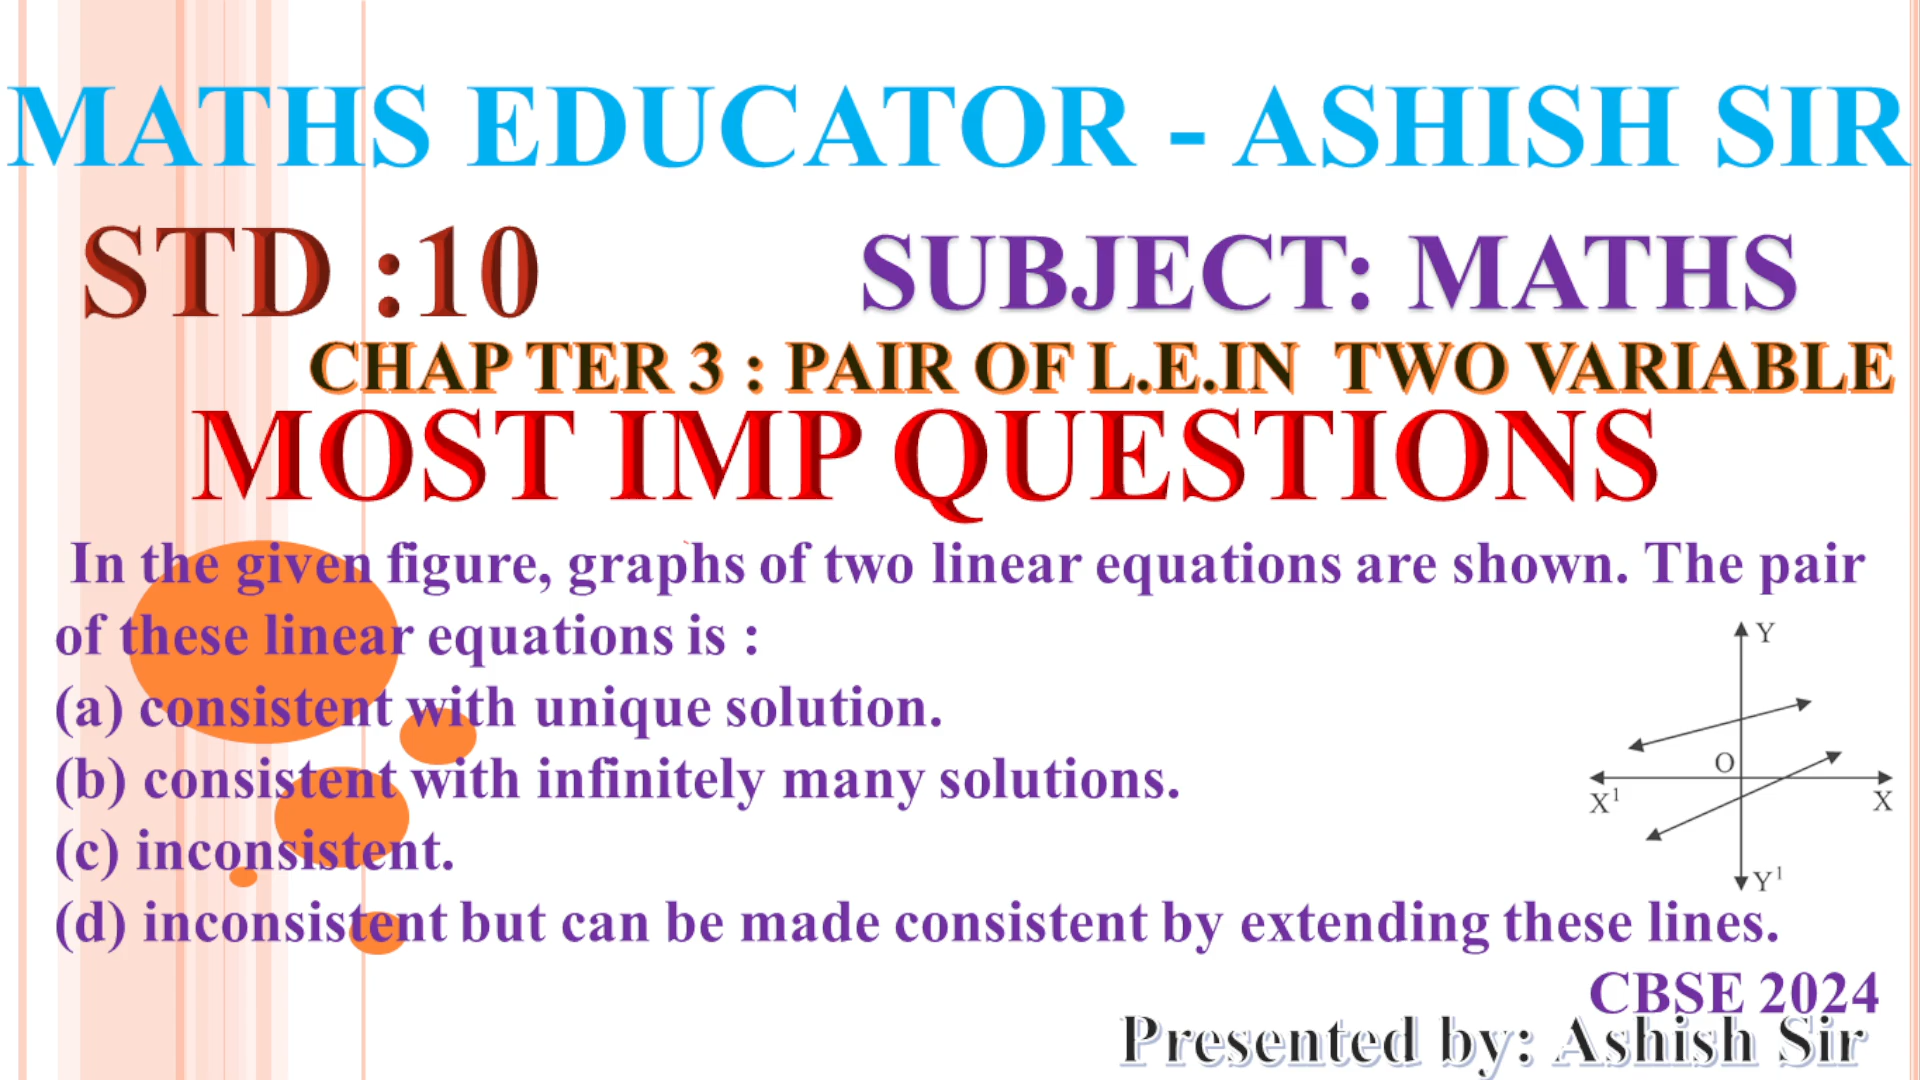 MATHS EDUCATOR - ASHISH SIR
STD :10
SUBJECT: MATHS
CHAPTER 3 : PAIR OF L.E.IN TWO VARIABLE
MOST IMP QUESTIONS
In the given figure, graphs of two linear equations are shown. The pair
of these linear equations is :
(a) consistent with unique solution.
(b) consistent with infinitely many solutions.
(c) inconsistent.
(d) inconsistent but can be made consistent by extending these lines.
Y
O
X¹
X
Y¹
CBSE 2024
Presented by: Ashish Sir